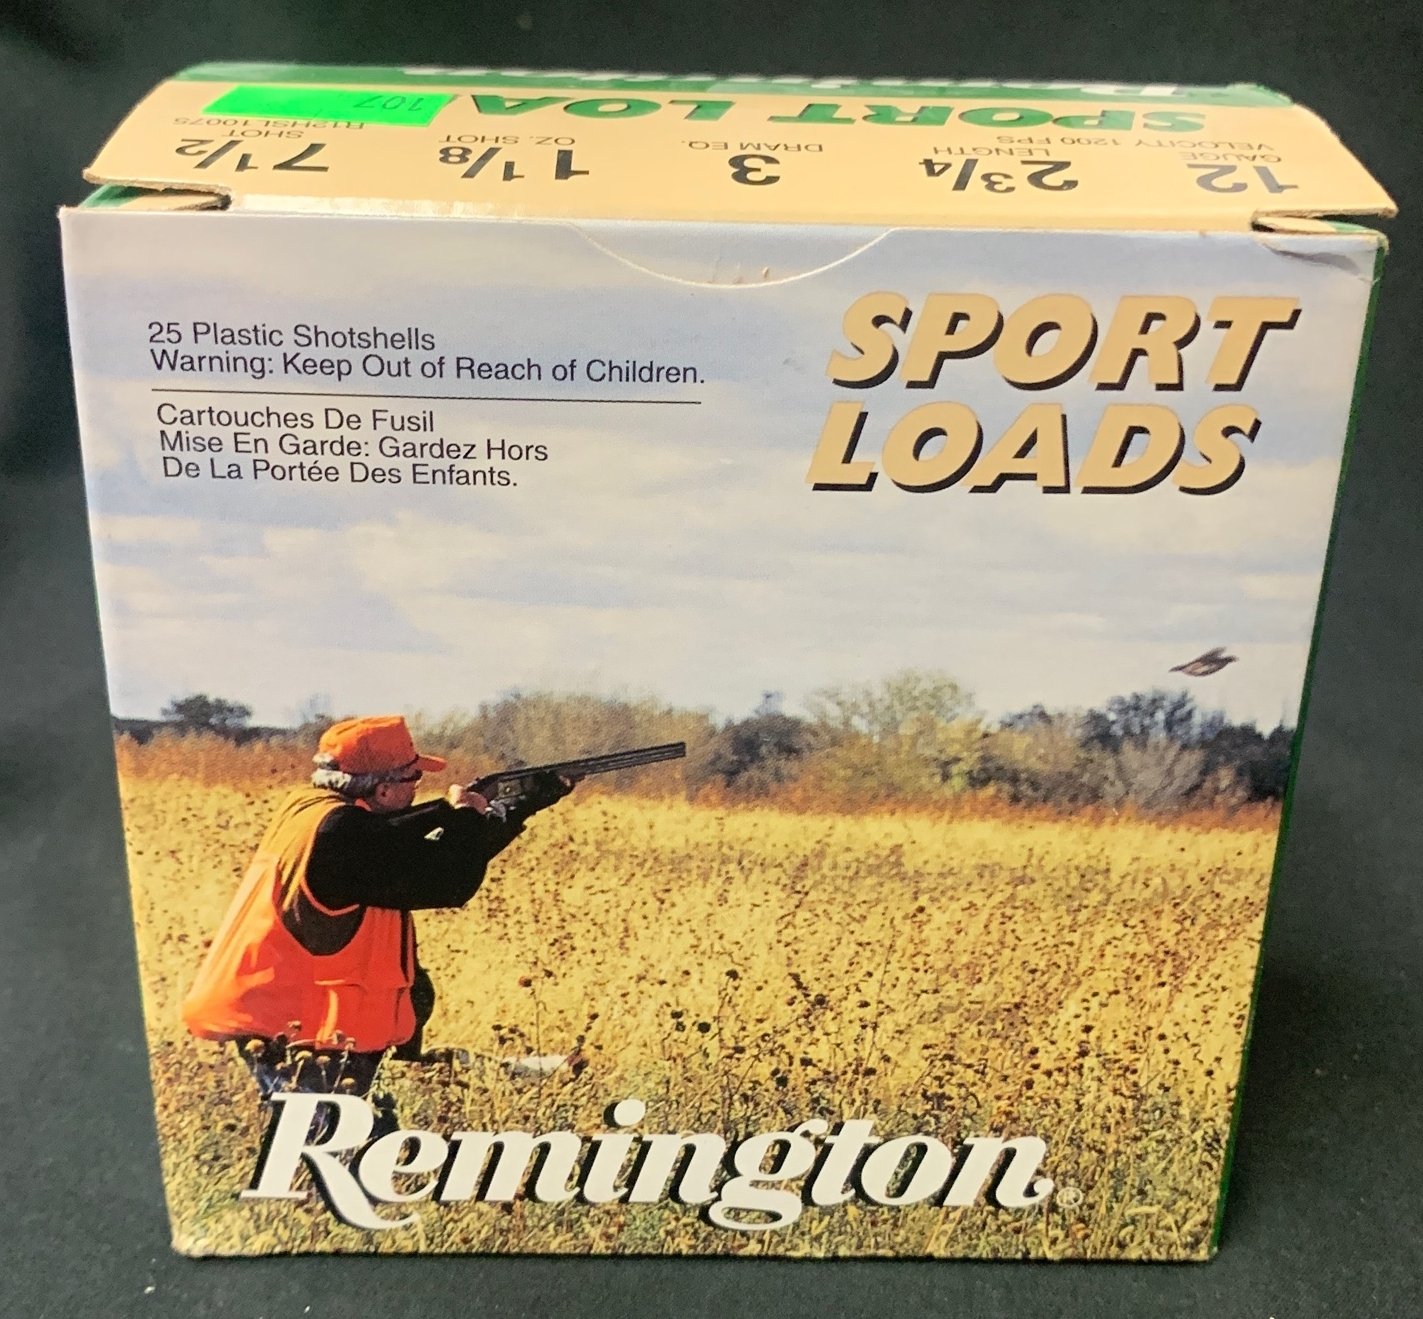 Remington
SPORT LOA
12 2 3/4 3 1 1/8 7 1/2
GAUGE LENGTH DRAM EQ. OZ. SHOT SHOT
VELOCITY 1200 FPS R12HSL10075
107
25 Plastic Shotshells
Warning: Keep Out of Reach of Children.
Cartouches De Fusil
Mise En Garde: Gardez Hors
De La Portée Des Enfants.
SPORT
LOADS
Remington®